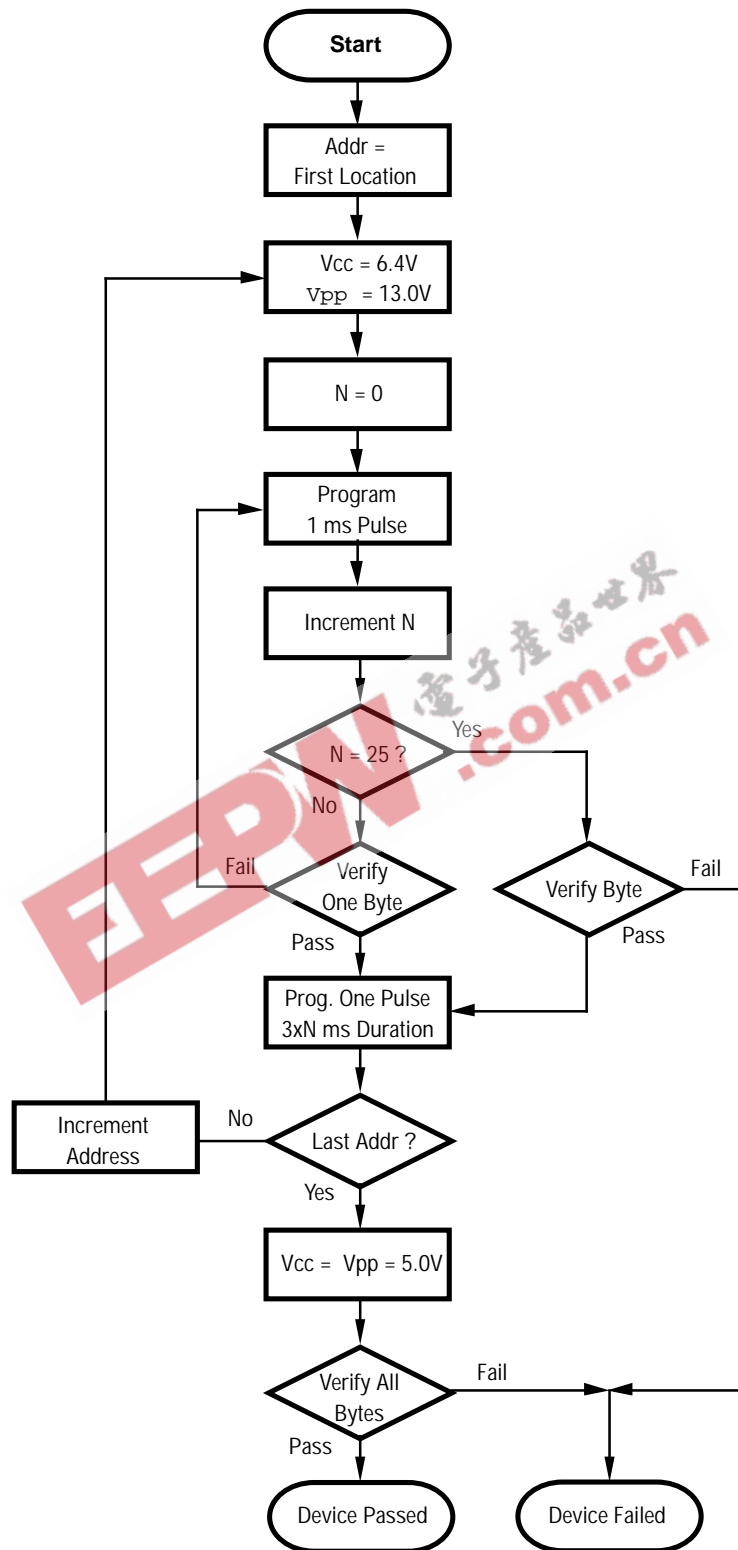 Start
Addr =
First Location
Vcc = 6.4V
Vpp = 13.0V
N = 0
Program
1 ms Pulse
Increment N
電子產品世界
EEPW.com.cn
N = 25 ?
Yes
No
Fail
Verify
One Byte
Verify Byte
Fail
Pass
Pass
Prog. One Pulse
3xN ms Duration
Increment
Address
No
Last Addr ?
Yes
Vcc = Vpp = 5.0V
Verify All
Bytes
Fail
Pass
Device Passed
Device Failed